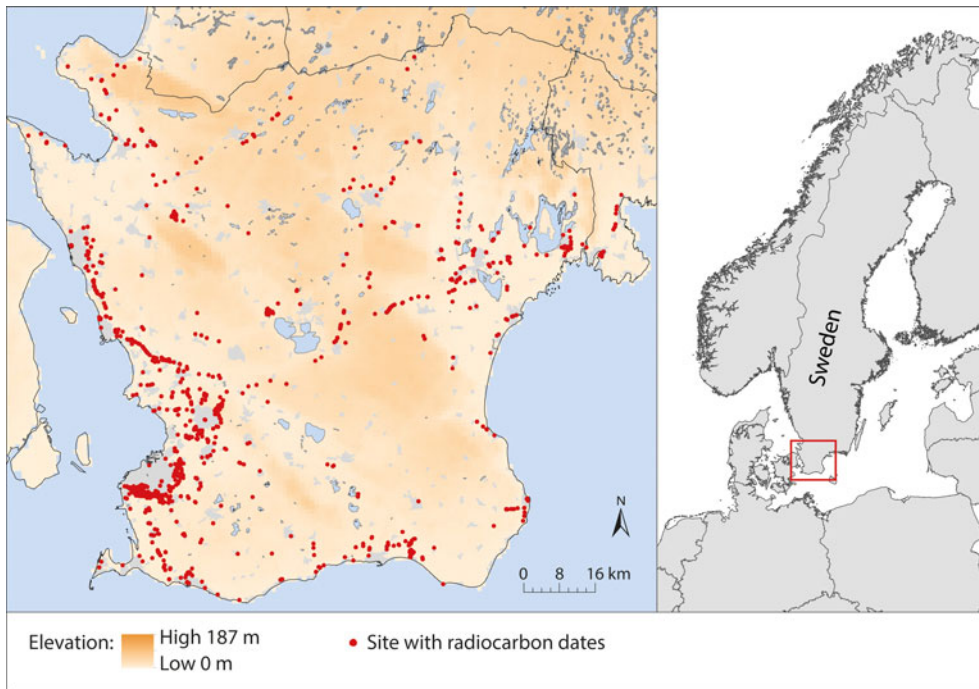 Sweden
N
0 8 16 km
Elevation:
High 187 m
Low 0 m
Site with radiocarbon dates